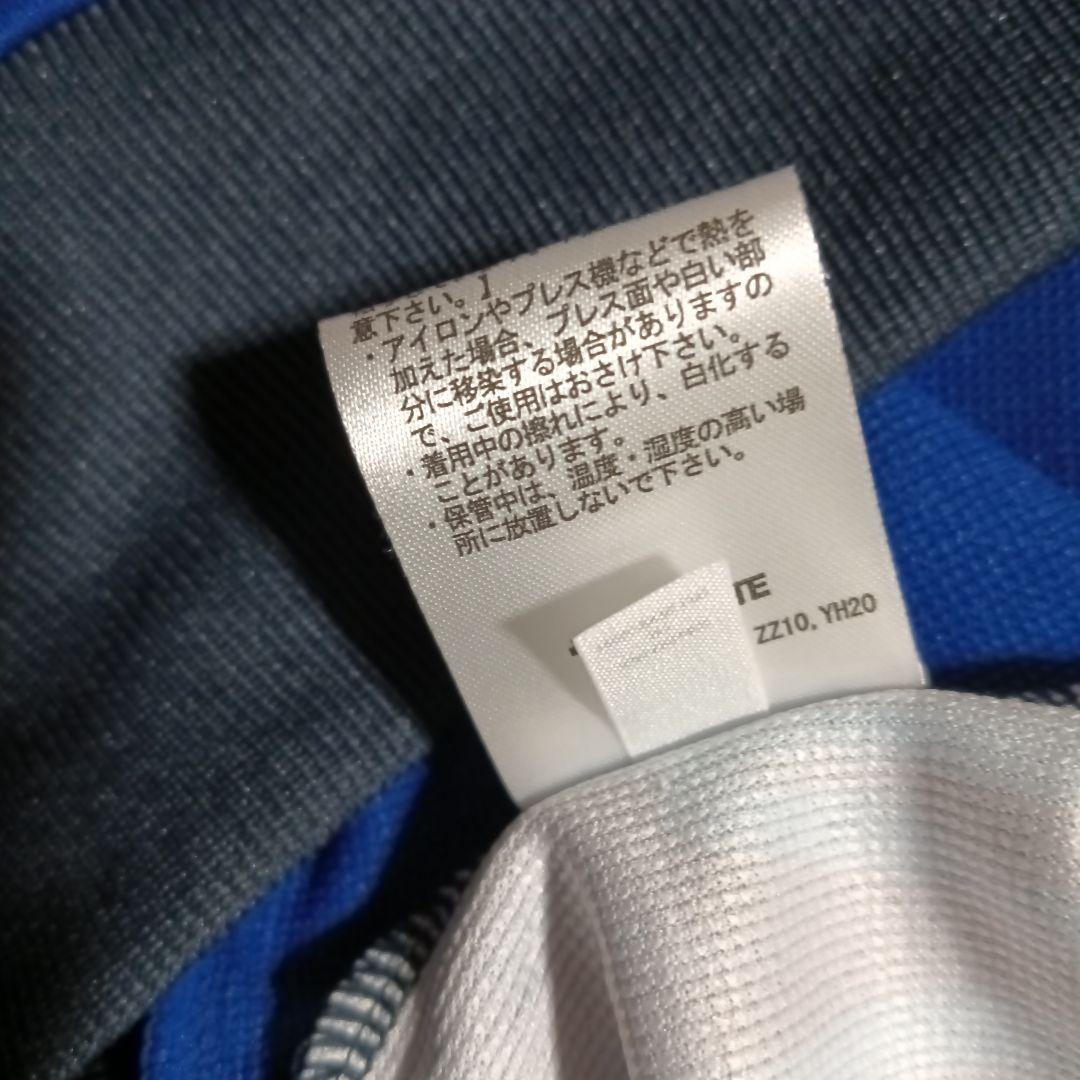 意下さい。】
・アイロンやプレス機などで熱を
加えた場合、プレス面や白い部
分に移染する場合がありますの
で、ご使用はおさけ下さい。
・着用中の擦れにより、白化する
ことがあります。
・保管中は、温度・湿度の高い場
所に放置しないで下さい。
TE
ZZ10,YH20